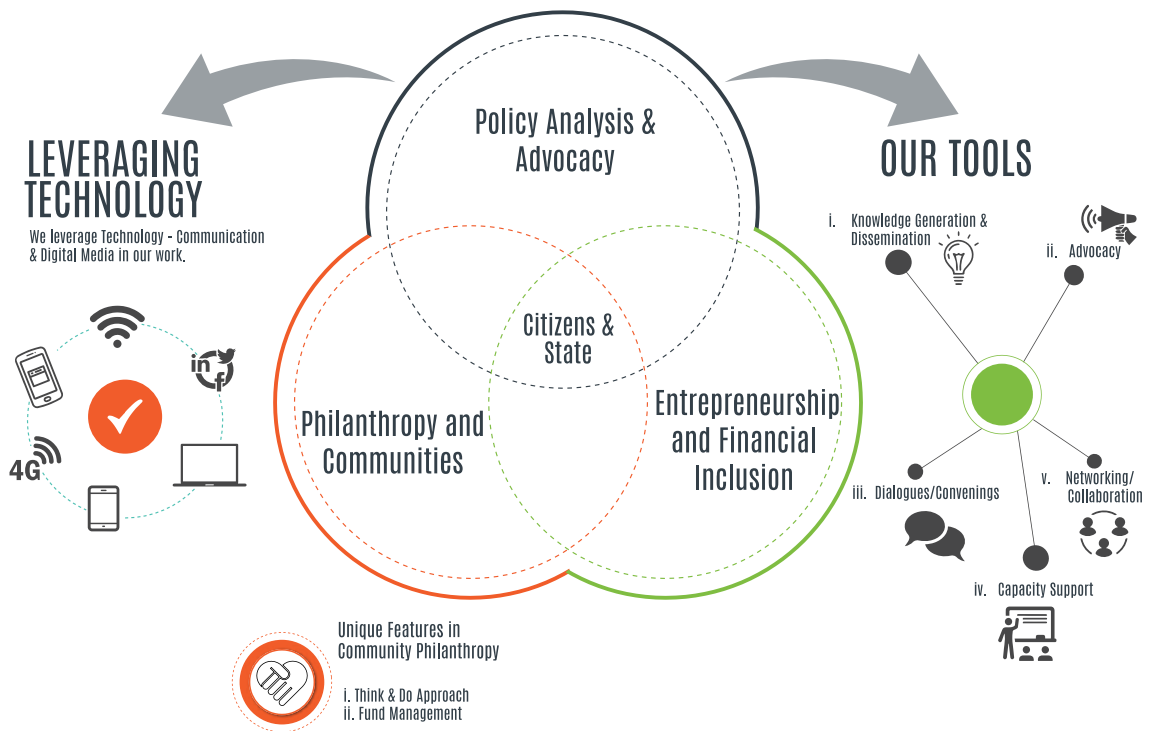 Policy Analysis &
Advocacy
LEVERAGING
TECHNOLOGY
We leverage Technology - Communication
& Digital Media in our work.
in
f
4G
Citizens &
State
Philanthropy and
Communities
Entrepreneurship
and Financial
Inclusion
OUR TOOLS
i. Knowledge Generation &
Dissemination
ii. Advocacy
iii. Dialogues/Convenings
v. Networking/
Collaboration
iv. Capacity Support
Unique Features in
Community Philanthropy
i. Think & Do Approach
ii. Fund Management